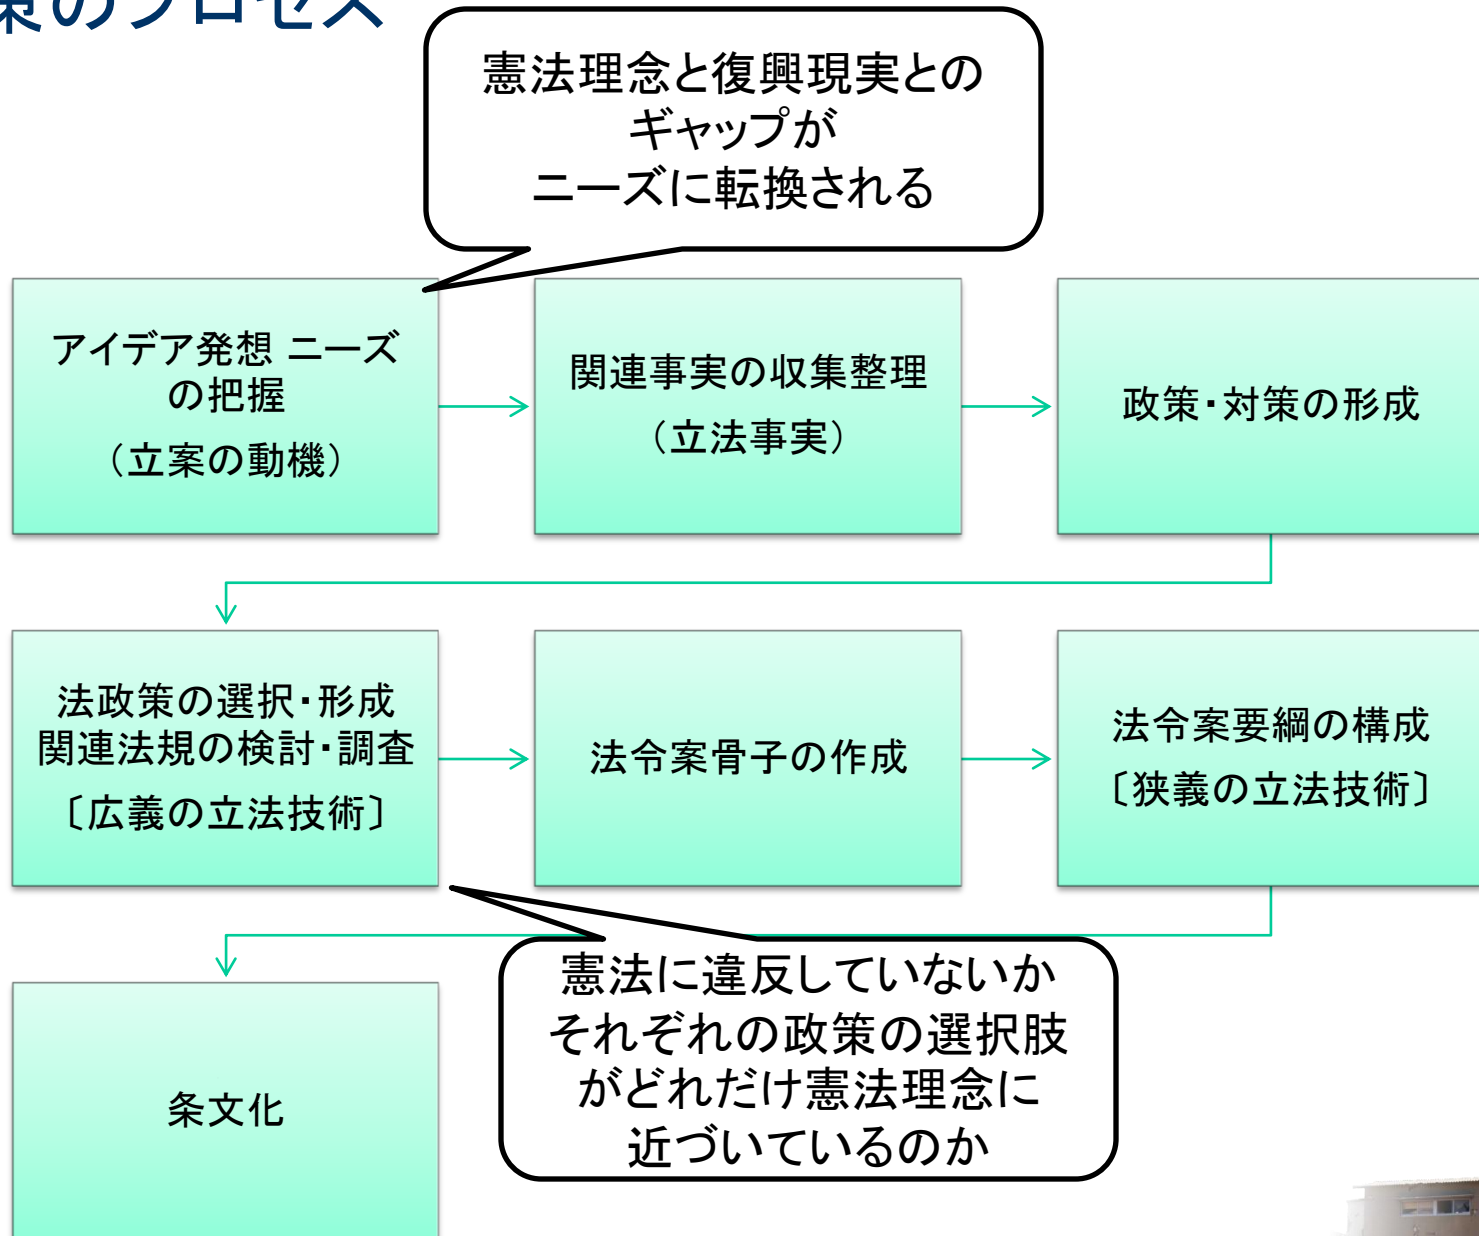 策のプロセス
憲法理念と復興現実との
ギャップが
ニーズに転換される
アイデア発想 ニーズ
の把握
（立案の動機）
関連事実の収集整理
（立法事実）
政策・対策の形成
法政策の選択・形成
関連法規の検討・調査
〔広義の立法技術〕
法令案骨子の作成
法令案要綱の構成
〔狭義の立法技術〕
憲法に違反していないか
それぞれの政策の選択肢
がどれだけ憲法理念に
近づいているのか
条文化